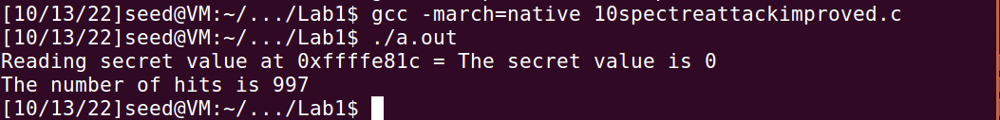 [10/13/22]seed@VM:~/.../Lab1$ gcc -march=native 10spectreattackimproved.c
[10/13/22]seed@VM:~/.../Lab1$ ./a.out
Reading secret value at 0xffffe81c = The secret value is 0
The number of hits is 997
[10/13/22]seed@VM:~/.../Lab1$